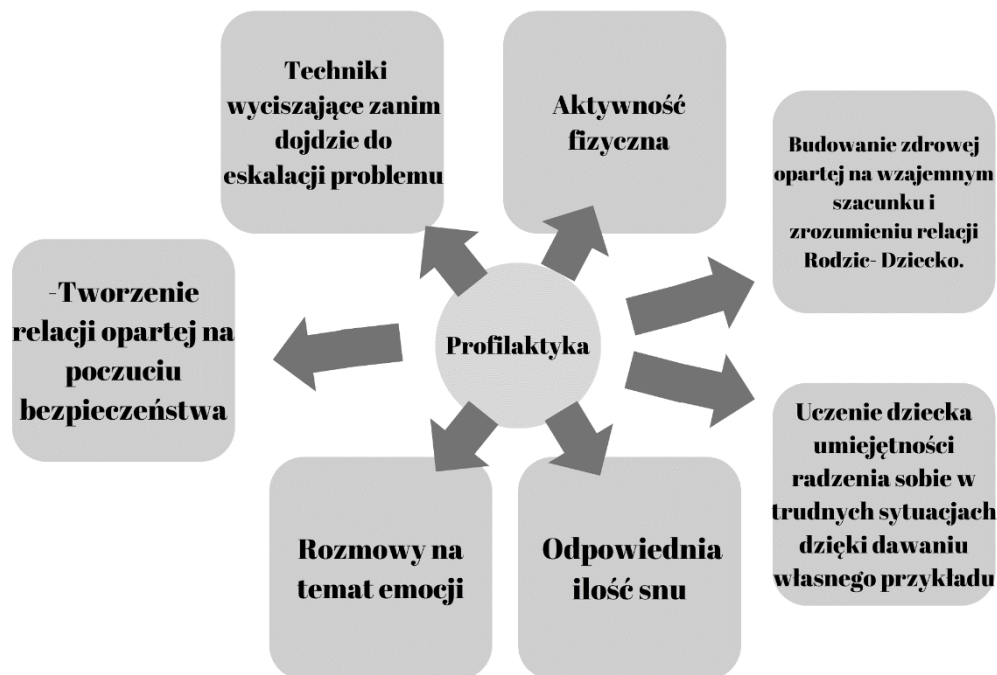 Techniki
wyciszające zanim
dojdzie do
eskalacji problemu
Aktywność
fizyczna
Budowanie zdrowej
opartej na wzajemnym
szacunku i
zrozumieniu relacji
Rodzic- Dziecko.
-Tworzenie
relacji opartej na
poczuciu
bezpieczeństwa
Profilaktyka
Uczenie dziecka
umiejętności
radzenia sobie w
trudnych sytuacjach
dzięki dawaniu
własnego przykładu
Rozmowy na
temat emocji
Odpowiednia
ilość snu